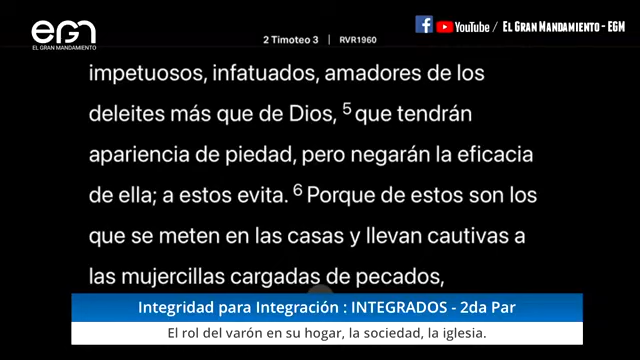 EGM
EL GRAN MANDAMIENTO
2 Timoteo 3 | RVR1960
YouTube / EL GRAN MANDAMIENTO - EGM
impetuosos, infatuados, amadores de los
deleites más que de Dios, 5 que tendrán
apariencia de piedad, pero negarán la eficacia
de ella; a estos evita. 6 Porque de estos son los
que se meten en las casas y llevan cautivas a
las mujercillas cargadas de pecados,
Integridad para Integración : INTEGRADOS - 2da Par
El rol del varón en su hogar, la sociedad, la iglesia.